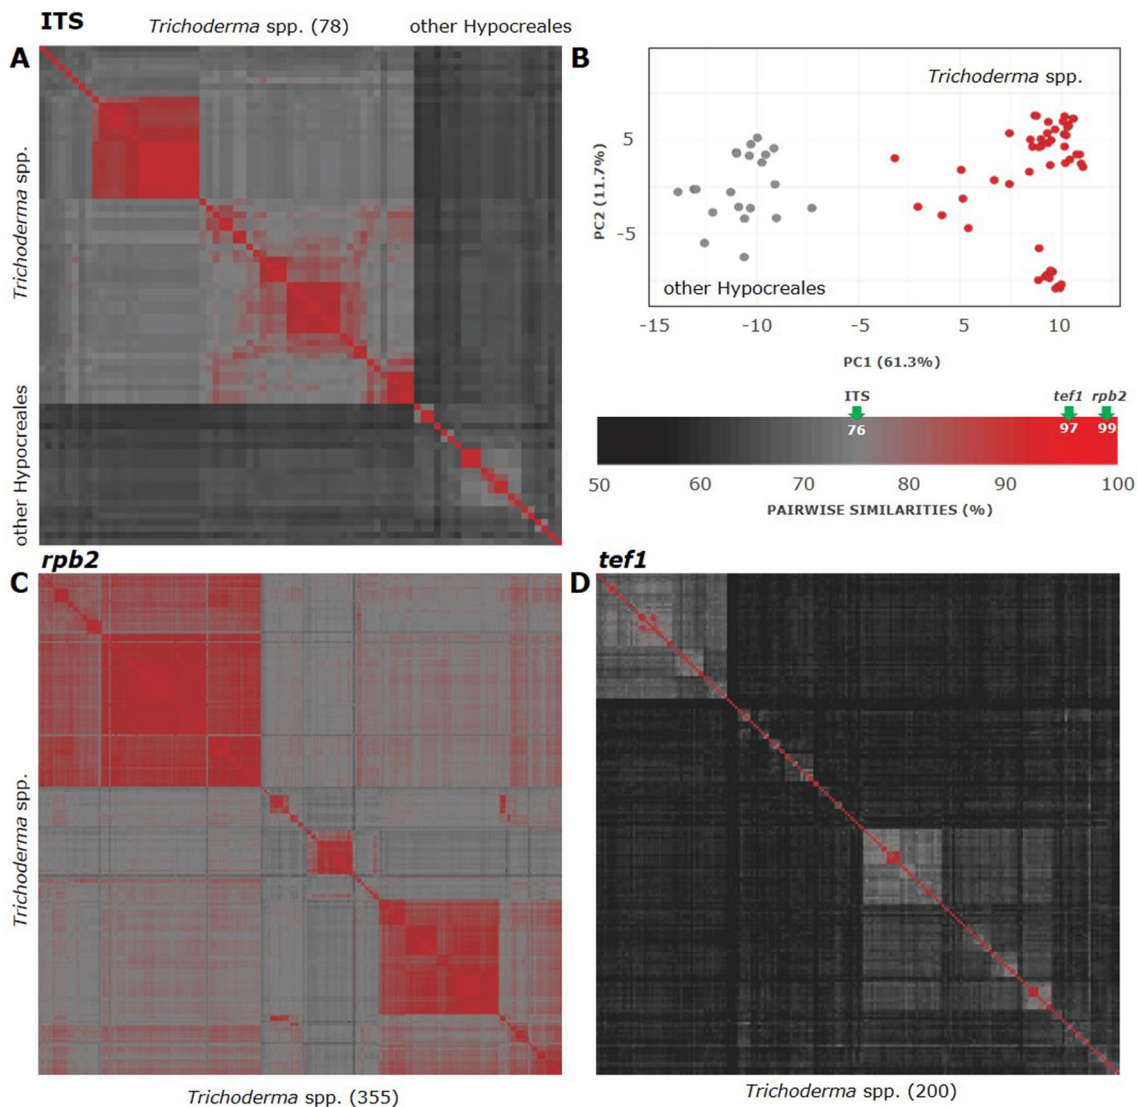 ITS
Trichoderma spp. (78)
other Hypocreales
A
B
Trichoderma spp.
other Hypocreales
Trichoderma spp.
other Hypocreales
PC2 (11.7%)
5
-5
-15
-10
-5
5
10
PC1 (61.3%)
ITS
tef1
rpb2
76
97
99
50
60
70
80
90
100
PAIRWISE SIMILARITIES (%)
rpb2
C
Trichoderma spp.
Trichoderma spp. (355)
tef1
D
Trichoderma spp. (200)